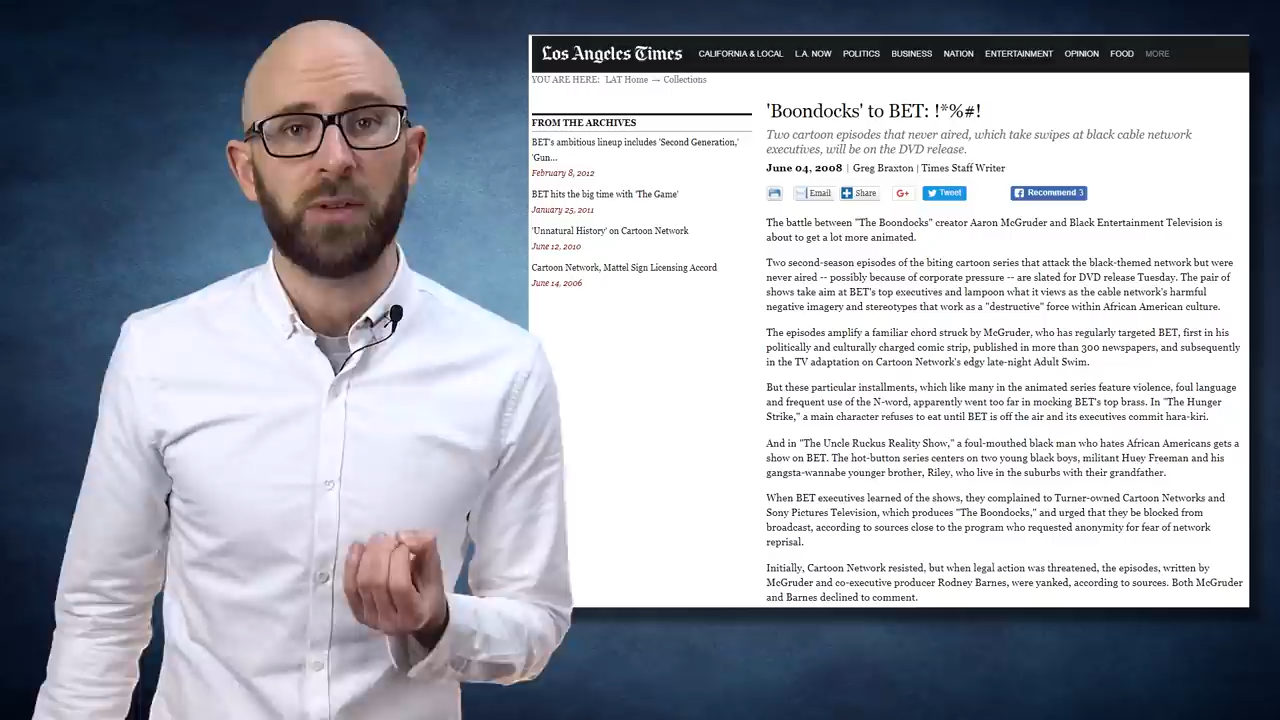 Los Angeles Times
CALIFORNIA & LOCAL L.A. NOW POLITICS BUSINESS NATION ENTERTAINMENT OPINION FOOD MORE
YOU ARE HERE: LAT Home → Collections
FROM THE ARCHIVES
BET's ambitious lineup includes 'Second Generation,'
'Gun...
February 8, 2012
BET hits the big time with 'The Game'
January 25, 2011
'Unnatural History' on Cartoon Network
June 12, 2010
Cartoon Network, Mattel Sign Licensing Accord
June 14, 2006
'Boondocks' to BET: !*%#!
Two cartoon episodes that never aired, which take swipes at black cable network
executives, will be on the DVD release.
June 04, 2008 | Greg Braxton | Times Staff Writer
Email Share G+ Tweet Recommend 3
The battle between "The Boondocks" creator Aaron McGruder and Black Entertainment Television is
about to get a lot more animated.
Two second-season episodes of the biting cartoon series that attack the black-themed network but were
never aired -- possibly because of corporate pressure -- are slated for DVD release Tuesday. The pair of
shows take aim at BET's top executives and lampoon what it views as the cable network's harmful
negative imagery and stereotypes that work as a "destructive" force within African American culture.
The episodes amplify a familiar chord struck by McGruder, who has regularly targeted BET, first in his
politically and culturally charged comic strip, published in more than 300 newspapers, and subsequently
in the TV adaptation on Cartoon Network's edgy late-night Adult Swim.
But these particular installments, which like many in the animated series feature violence, foul language
and frequent use of the N-word, apparently went too far in mocking BET's top brass. In "The Hunger
Strike," a main character refuses to eat until BET is off the air and its executives commit hara-kiri.
And in "The Uncle Ruckus Reality Show," a foul-mouthed black man who hates African Americans gets a
show on BET. The hot-button series centers on two young black boys, militant Huey Freeman and his
gangsta-wannabe younger brother, Riley, who live in the suburbs with their grandfather.
When BET executives learned of the shows, they complained to Turner-owned Cartoon Networks and
Sony Pictures Television, which produces "The Boondocks," and urged that they be blocked from
broadcast, according to sources close to the program who requested anonymity for fear of network
reprisal.
Initially, Cartoon Network resisted, but when legal action was threatened, the episodes, written by
McGruder and co-executive producer Rodney Barnes, were yanked, according to sources. Both McGruder
and Barnes declined to comment.